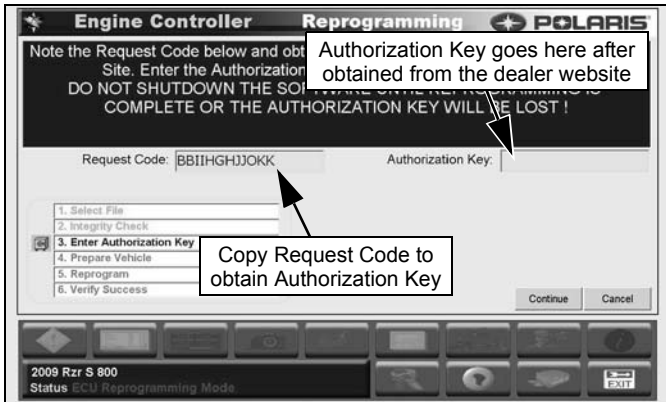 Engine Controller Reprogramming POLARIS
Note the Request Code below and obt
Site. Enter the Authorization
DO NOT SHUTDOWN THE SOFTWARE UNTIL REPROGRAMMING IS
COMPLETE OR THE AUTHORIZATION KEY WILL BE LOST !
Authorization Key goes here after
obtained from the dealer website
Request Code: BBIIHGHJJOKK
Authorization Key:
1. Select File
2. Integrity Check
3. Enter Authorization Key
4. Prepare Vehicle
5. Reprogram
6. Verify Success
Copy Request Code to
obtain Authorization Key
Continue Cancel
2009 Rzr S 800
Status ECU Reprogramming Mode
EXIT